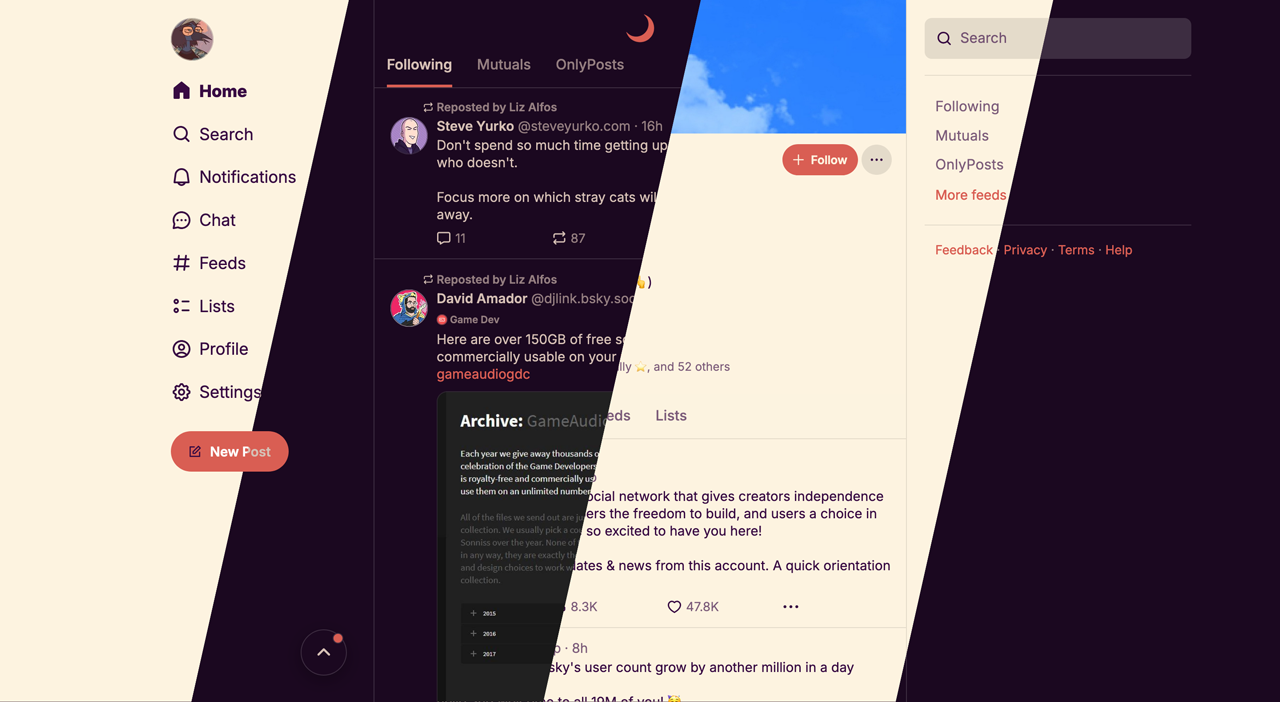 Home
Search
Notifications
Chat
Feeds
Lists
Profile
Settings
New Post
Following Mutuals OnlyPosts
Reposted by Liz Alfos
Steve Yurko @steveyurko.com · 16h
Don't spend so much time getting up
who doesn't.
Focus more on which stray cats wil
away.
11 87
Reposted by Liz Alfos
David Amador @djlink.bsky.soc
Game Dev
Here are over 150GB of free so
commercially usable on your
gameaudiogdc
Archive: GameAudio
Each year we give away thousands o
celebration of the Game Developers
is royalty-free and commercially us
use them on an unlimited number
All of the files we send out are ju
collection. We usually pick a co
Sonniss over the year. None of
in any way, they are exactly th
and design choices to work w
collection.
2015
2016
2017
+ Follow
)
lly ⭐, and 52 others
eds Lists
ocial network that gives creators independence
ers the freedom to build, and users a choice in
so excited to have you here!
dates & news from this account. A quick orientation
8.3K 47.8K
· 8h
sky's user count grow by another million in a day
to all 19M of you! 🥳
Search
Following
Mutuals
OnlyPosts
More feeds
Feedback · Privacy · Terms · Help